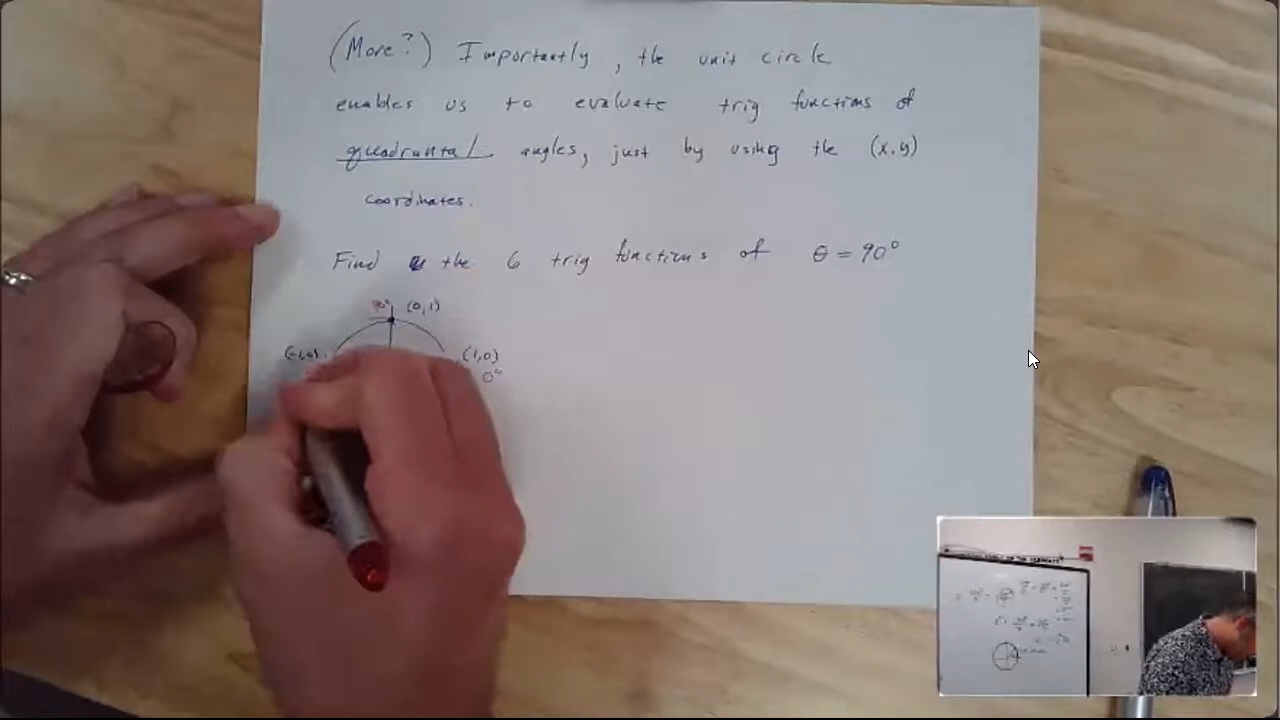 (More?) Importantly, the unit circle
enables us to evaluate trig functions of
quadrantal angles, just by using the (x,y)
coordinates.
Find the 6 trig functions of θ = 90°
90° (0,1)
(-1,0) (1,0)
0°